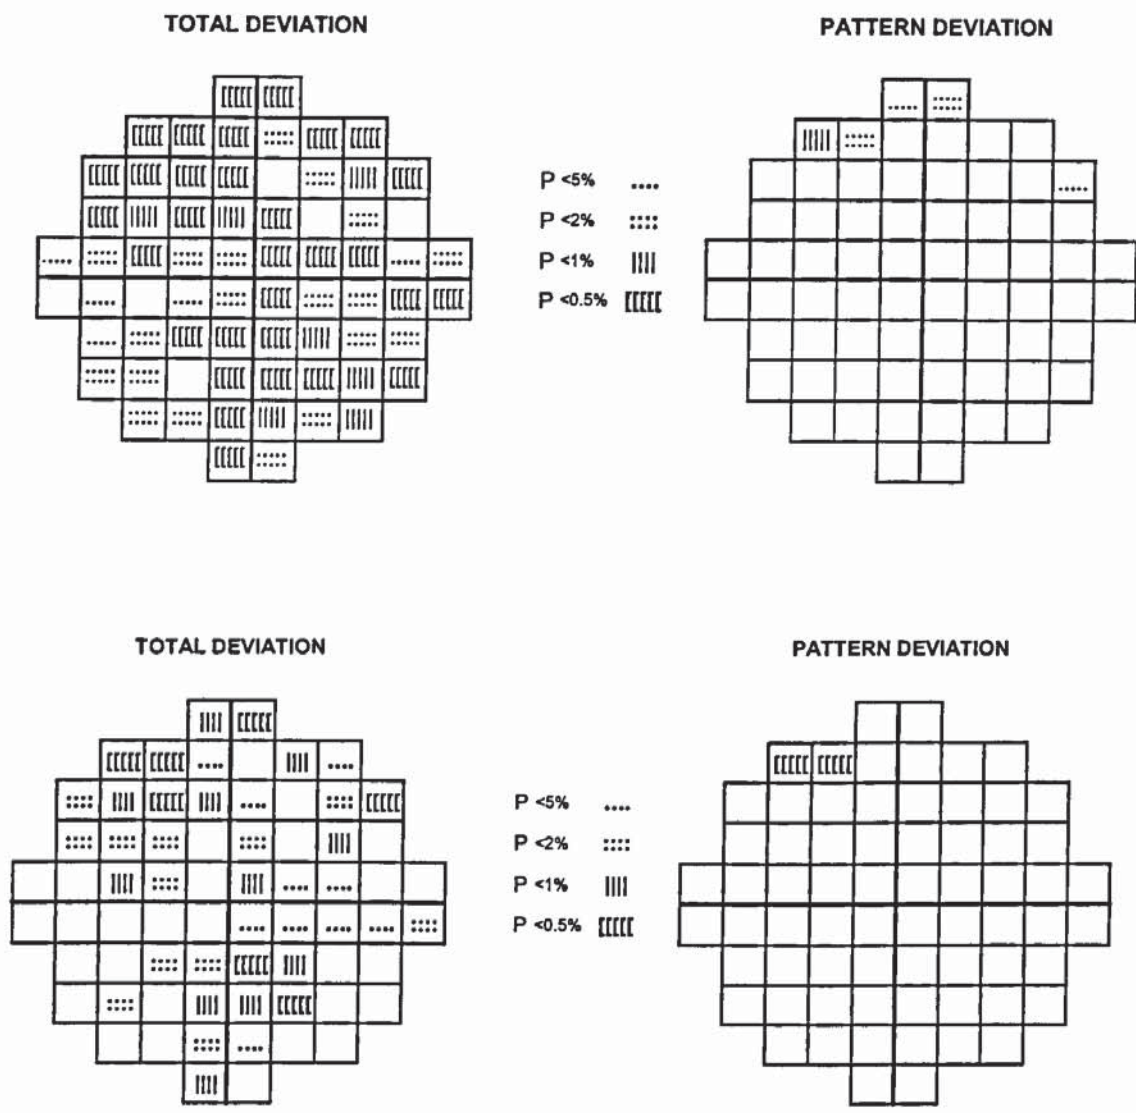 TOTAL DEVIATION
PATTERN DEVIATION
P <5%
P <2%
P <1%
P <0.5%
TOTAL DEVIATION
PATTERN DEVIATION
P <5%
P <2%
P <1%
P <0.5%